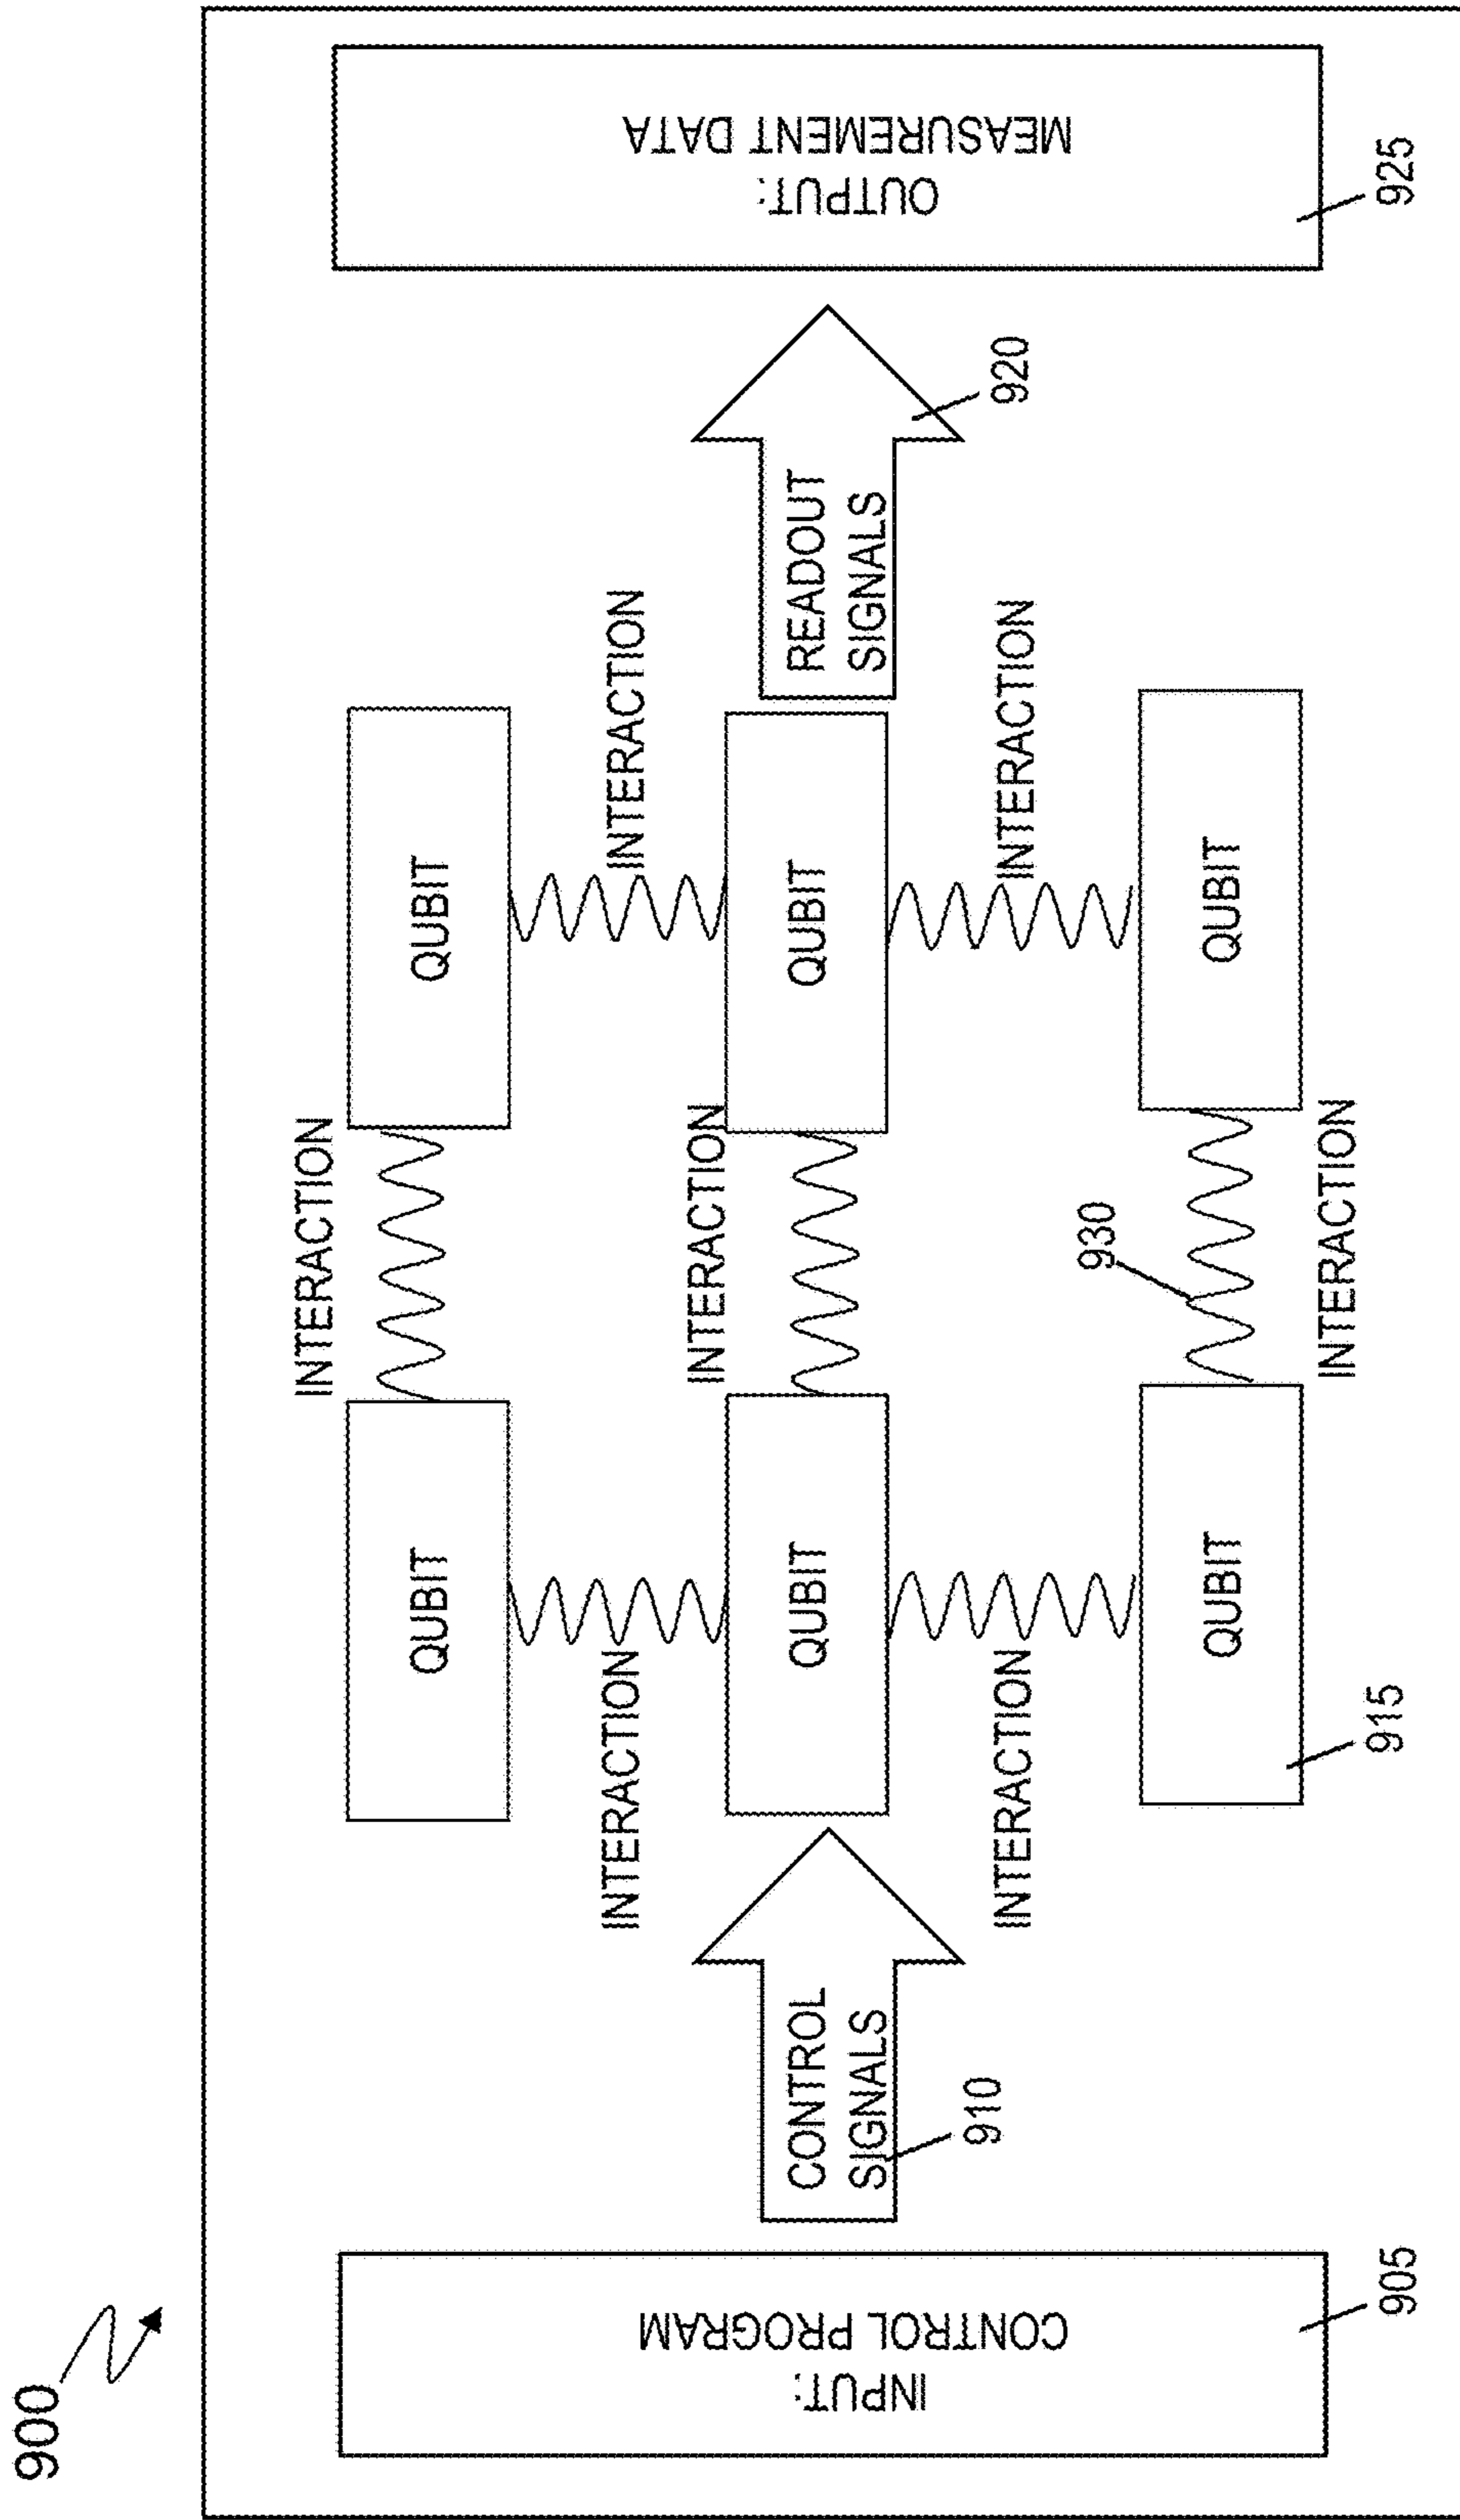 900
INPUT:
CONTROL PROGRAM
905
CONTROL
SIGNALS
910
INTERACTION
INTERACTION
QUBIT
QUBIT
QUBIT
915
INTERACTION
INTERACTION
930
INTERACTION
QUBIT
QUBIT
QUBIT
INTERACTION
INTERACTION
READOUT
SIGNALS
920
OUTPUT:
MEASUREMENT DATA
925